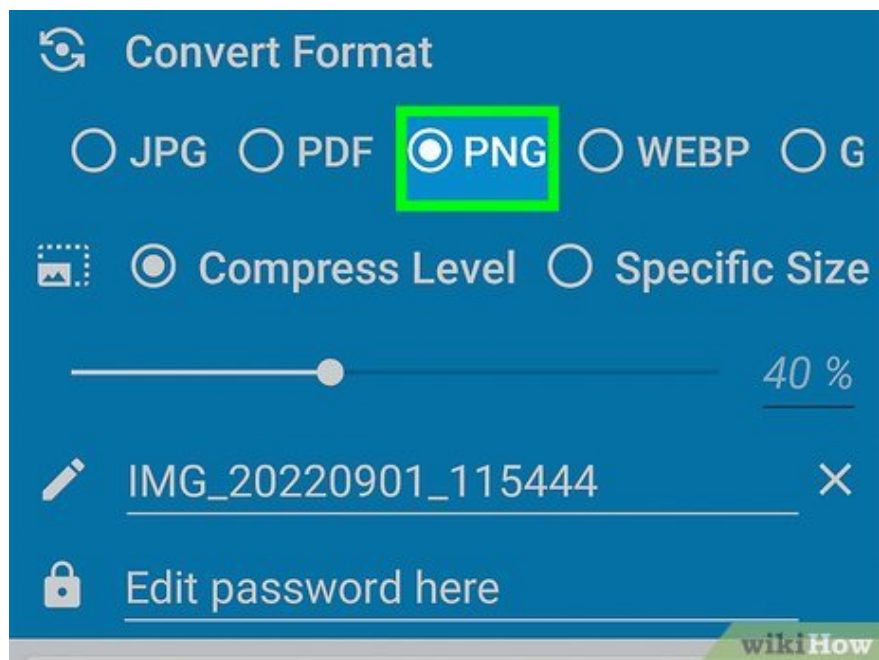 Convert Format
JPG PDF PNG WEBP G
Compress Level Specific Size
40 %
IMG_20220901_115444
Edit password here
wikiHow